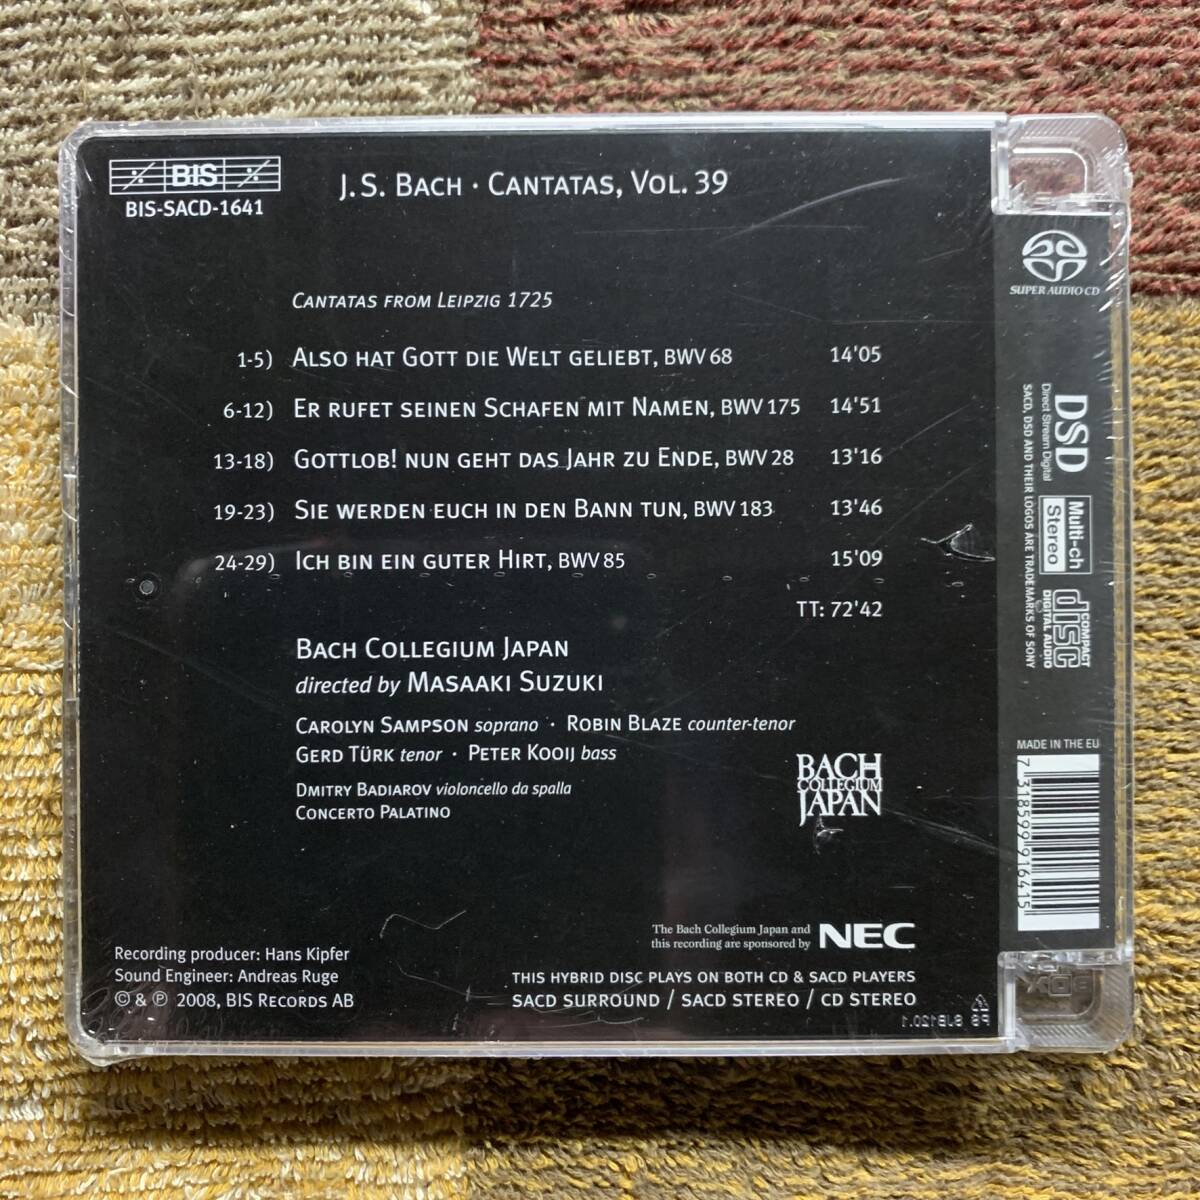 BIS
BIS-SACD-1641
J.S. BACH · CANTATAS, VOL. 39
CANTATAS FROM LEIPZIG 1725
1-5) ALSO HAT GOTT DIE WELT GELIEBT, BWV 68 14'05
6-12) ER RUFET SEINEN SCHAFEN MIT NAMEN, BWV 175 14'51
13-18) GOTTLOB! NUN GEHT DAS JAHR ZU ENDE, BWV 28 13'16
19-23) SIE WERDEN EUCH IN DEN BANN TUN, BWV 183 13'46
24-29) ICH BIN EIN GUTER HIRT, BWV 85 15'09
TT: 72'42
BACH COLLEGIUM JAPAN
directed by MASAAKI SUZUKI
CAROLYN SAMPSON soprano · ROBIN BLAZE counter-tenor
GERD TÜRK tenor · PETER KOOIJ bass
DMITRY BADIAROV violoncello da spalla
CONCERTO PALATINO
BACH
COLLEGIUM
JAPAN
The Bach Collegium Japan and
this recording are sponsored by NEC
Recording producer: Hans Kipfer
Sound Engineer: Andreas Ruge
© & ℗ 2008, BIS RECORDS AB
THIS HYBRID DISC PLAYS ON BOTH CD & SACD PLAYERS
SACD SURROUND / SACD STEREO / CD STEREO
SUPER AUDIO CD
DSD
Direct Stream Digital
SACD, DSD AND THEIR LOGOS ARE TRADEMARKS OF SONY
Multi-ch
Stereo
COMPACT
disc
DIGITAL AUDIO
MADE IN THE EU
7 318599 916415